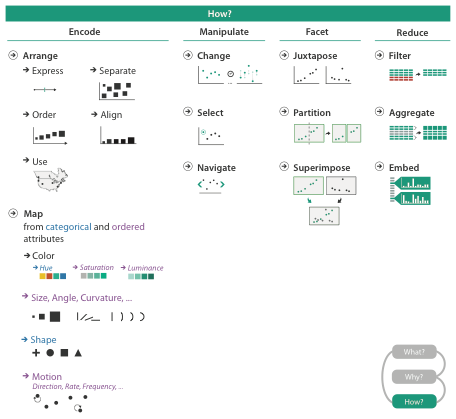 How?
Encode
Manipulate
Facet
Reduce
Arrange
Express
Separate
Order
Align
Use
Change
Select
Navigate
Juxtapose
Partition
Superimpose
Filter
Aggregate
Embed
Map
from categorical and ordered
attributes
Color
Hue
Saturation
Luminance
Size, Angle, Curvature, ...
Shape
Motion
Direction, Rate, Frequency, ...
What?
Why?
How?